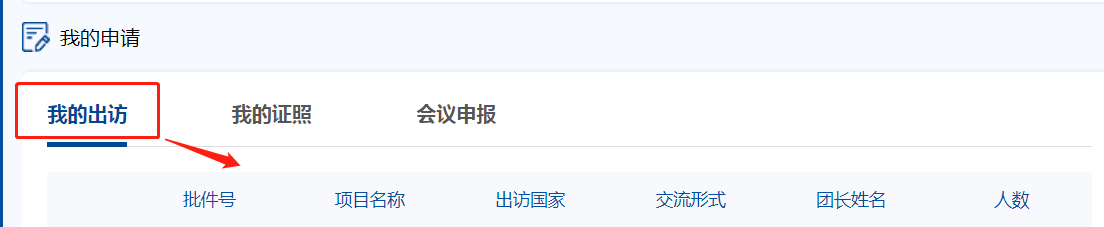 我的申请
我的出访 我的证照 会议申报
批件号 项目名称 出访国家 交流形式 团长姓名 人数